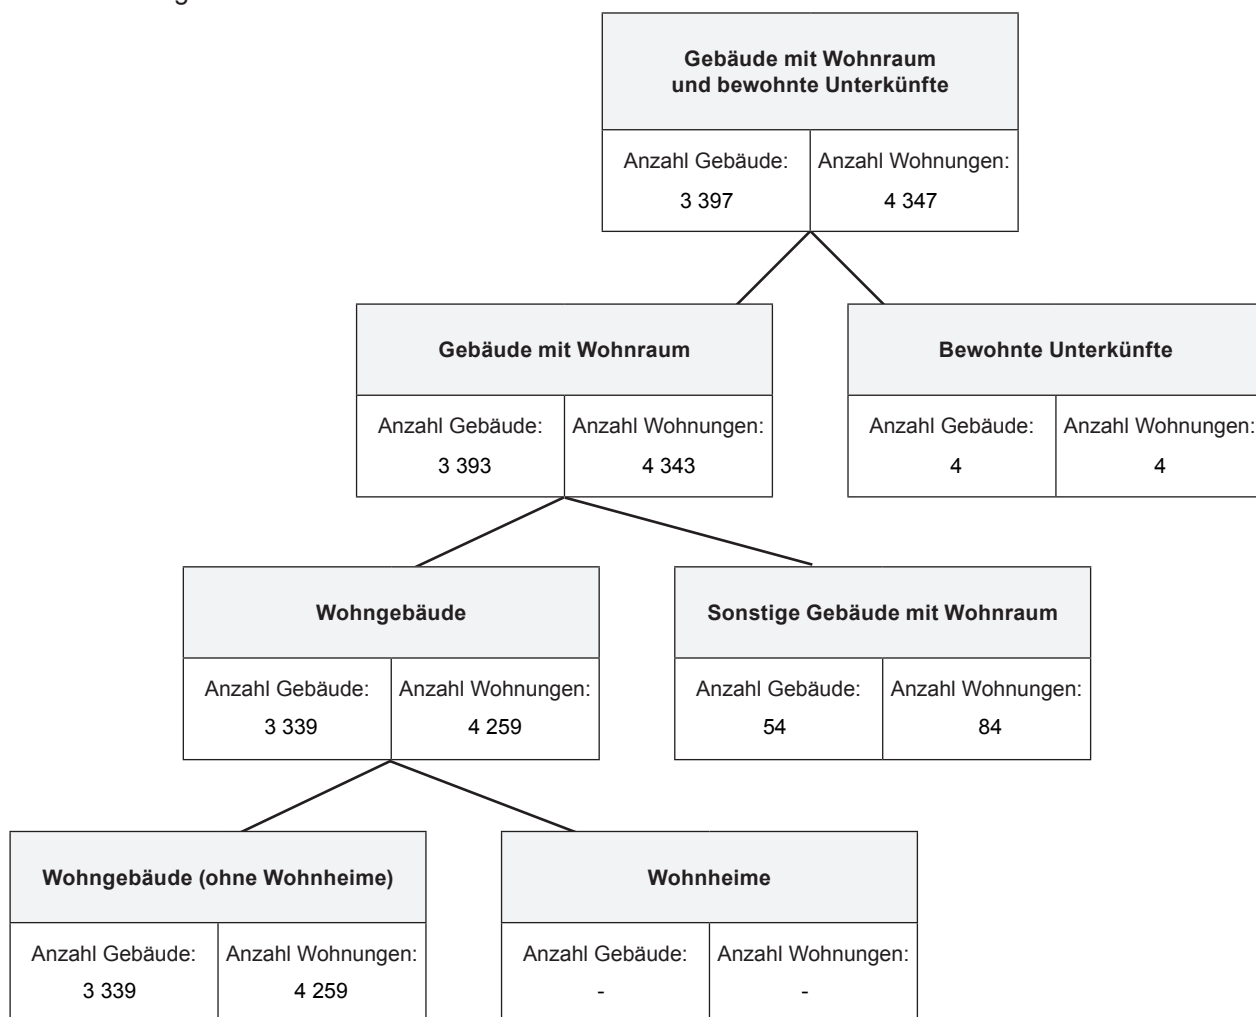 Gebäude mit Wohnraum
und bewohnte Unterkünfte
Anzahl Gebäude:
3 397
Anzahl Wohnungen:
4 347
Gebäude mit Wohnraum
Anzahl Gebäude:
3 393
Anzahl Wohnungen:
4 343
Bewohnte Unterkünfte
Anzahl Gebäude:
4
Anzahl Wohnungen:
4
Wohngebäude
Anzahl Gebäude:
3 339
Anzahl Wohnungen:
4 259
Sonstige Gebäude mit Wohnraum
Anzahl Gebäude:
54
Anzahl Wohnungen:
84
Wohngebäude (ohne Wohnheime)
Anzahl Gebäude:
3 339
Anzahl Wohnungen:
4 259
Wohnheime
Anzahl Gebäude:
-
Anzahl Wohnungen:
-